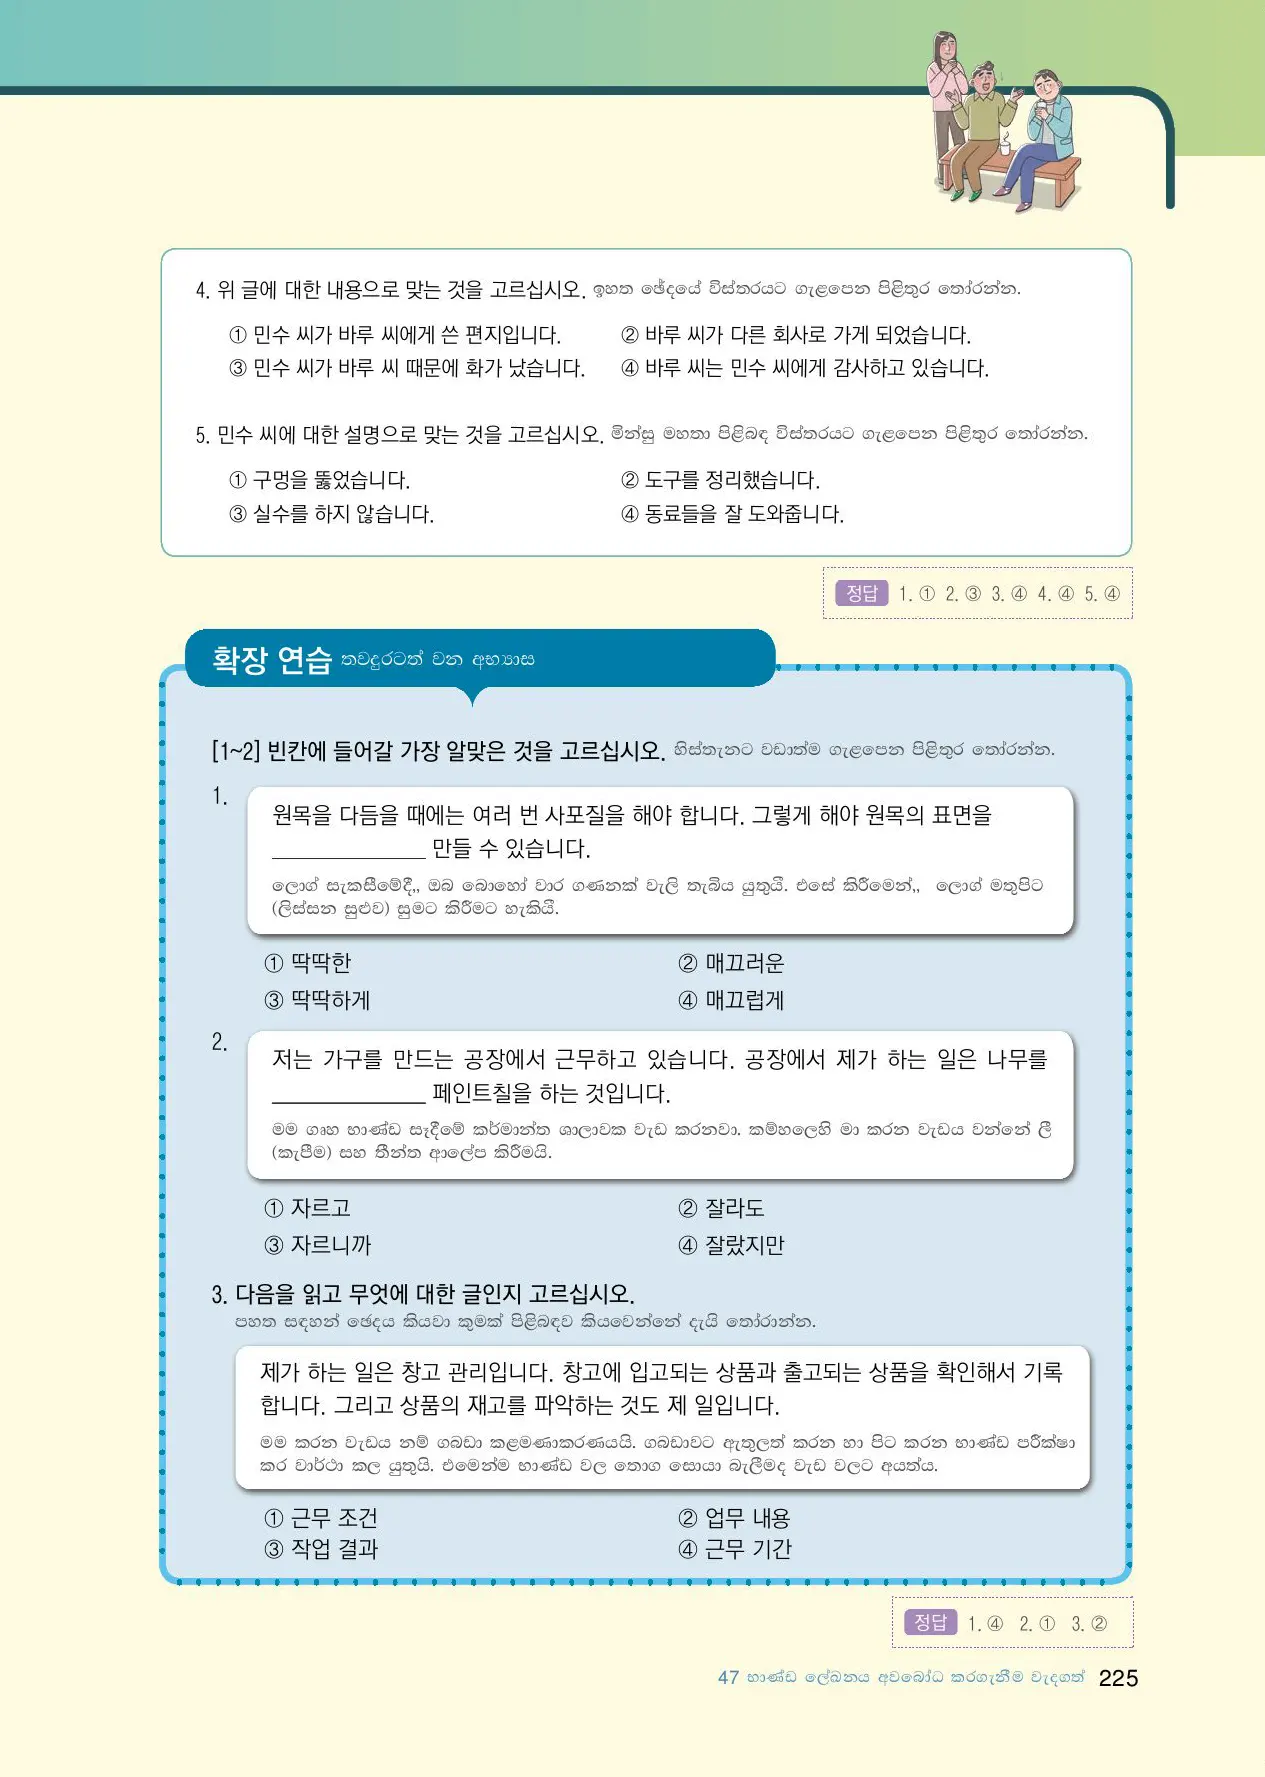 4. 위 글에 대한 내용으로 맞는 것을 고르십시오. ඉහත ඡේදයේ විස්තරයට ගැළපෙන පිළිතුර තෝරන්න.
① 민수 씨가 바루 씨에게 쓴 편지입니다. ② 바루 씨가 다른 회사로 가게 되었습니다.
③ 민수 씨가 바루 씨 때문에 화가 났습니다. ④ 바루 씨는 민수 씨에게 감사하고 있습니다.
5. 민수 씨에 대한 설명으로 맞는 것을 고르십시오. මින්සු මහතා පිළිබඳ විස්තරයට ගැළපෙන පිළිතුර තෝරන්න.
① 구멍을 뚫었습니다. ② 도구를 정리했습니다.
③ 실수를 하지 않습니다. ④ 동료들을 잘 도와줍니다.
정답 1. ① 2. ③ 3. ④ 4. ④ 5. ④
확장 연습 තවදුරටත් වන අභ්‍යාස
[1~2] 빈칸에 들어갈 가장 알맞은 것을 고르십시오. හිස්තැනට වඩාත්ම ගැළපෙන පිළිතුර තෝරන්න.
1.
원목을 다듬을 때에는 여러 번 사포질을 해야 합니다. 그렇게 해야 원목의 표면을
______________ 만들 수 있습니다.
ලොග් සැකසීමේදී,, ඔබ බොහෝ වාර ගණනක් වැලි තැබිය යුතුයී. එසේ කිරීමෙන්,, ලොග් මතුපිට
(ලිස්සන සුළුව) සුමට කිරීමට හැකියී.
① 딱딱한 ② 매끄러운
③ 딱딱하게 ④ 매끄럽게
2.
저는 가구를 만드는 공장에서 근무하고 있습니다. 공장에서 제가 하는 일은 나무를
______________ 페인트칠을 하는 것입니다.
මම ගෘහ භාණ්ඩ සෑදීමේ කර්මාන්ත ශාලාවක වැඩ කරනවා. කම්හලෙහි මා කරන වැඩය වන්නේ ලී
(කැපීම) සහ තීන්ත ආලේප කිරීමයි.
① 자르고 ② 잘라도
③ 자르니까 ④ 잘랐지만
3. 다음을 읽고 무엇에 대한 글인지 고르십시오.
පහත සඳහන් ඡෙදය කියවා කුමක් පිළිබඳව කියවෙන්නේ දැයි තෝරාන්න.
제가 하는 일은 창고 관리입니다. 창고에 입고되는 상품과 출고되는 상품을 확인해서 기록
합니다. 그리고 상품의 재고를 파악하는 것도 제 일입니다.
මම කරන වැඩය නම් ගබඩා කළමණාකරණයයි. ගබඩාවට ඇතුලත් කරන හා පිට කරන භාණ්ඩ පරීක්ෂා
කර වාර්ථා කල යුතුයි. එමෙන්ම භාණ්ඩ වල තොග සොයා බැලීමද වැඩ වලට අයත්ය.
① 근무 조건 ② 업무 내용
③ 작업 결과 ④ 근무 기간
정답 1. ④ 2. ① 3. ②
47 භාණ්ඩ ලේඛනය අවබෝධ කරගැනීම වැදගත් 225